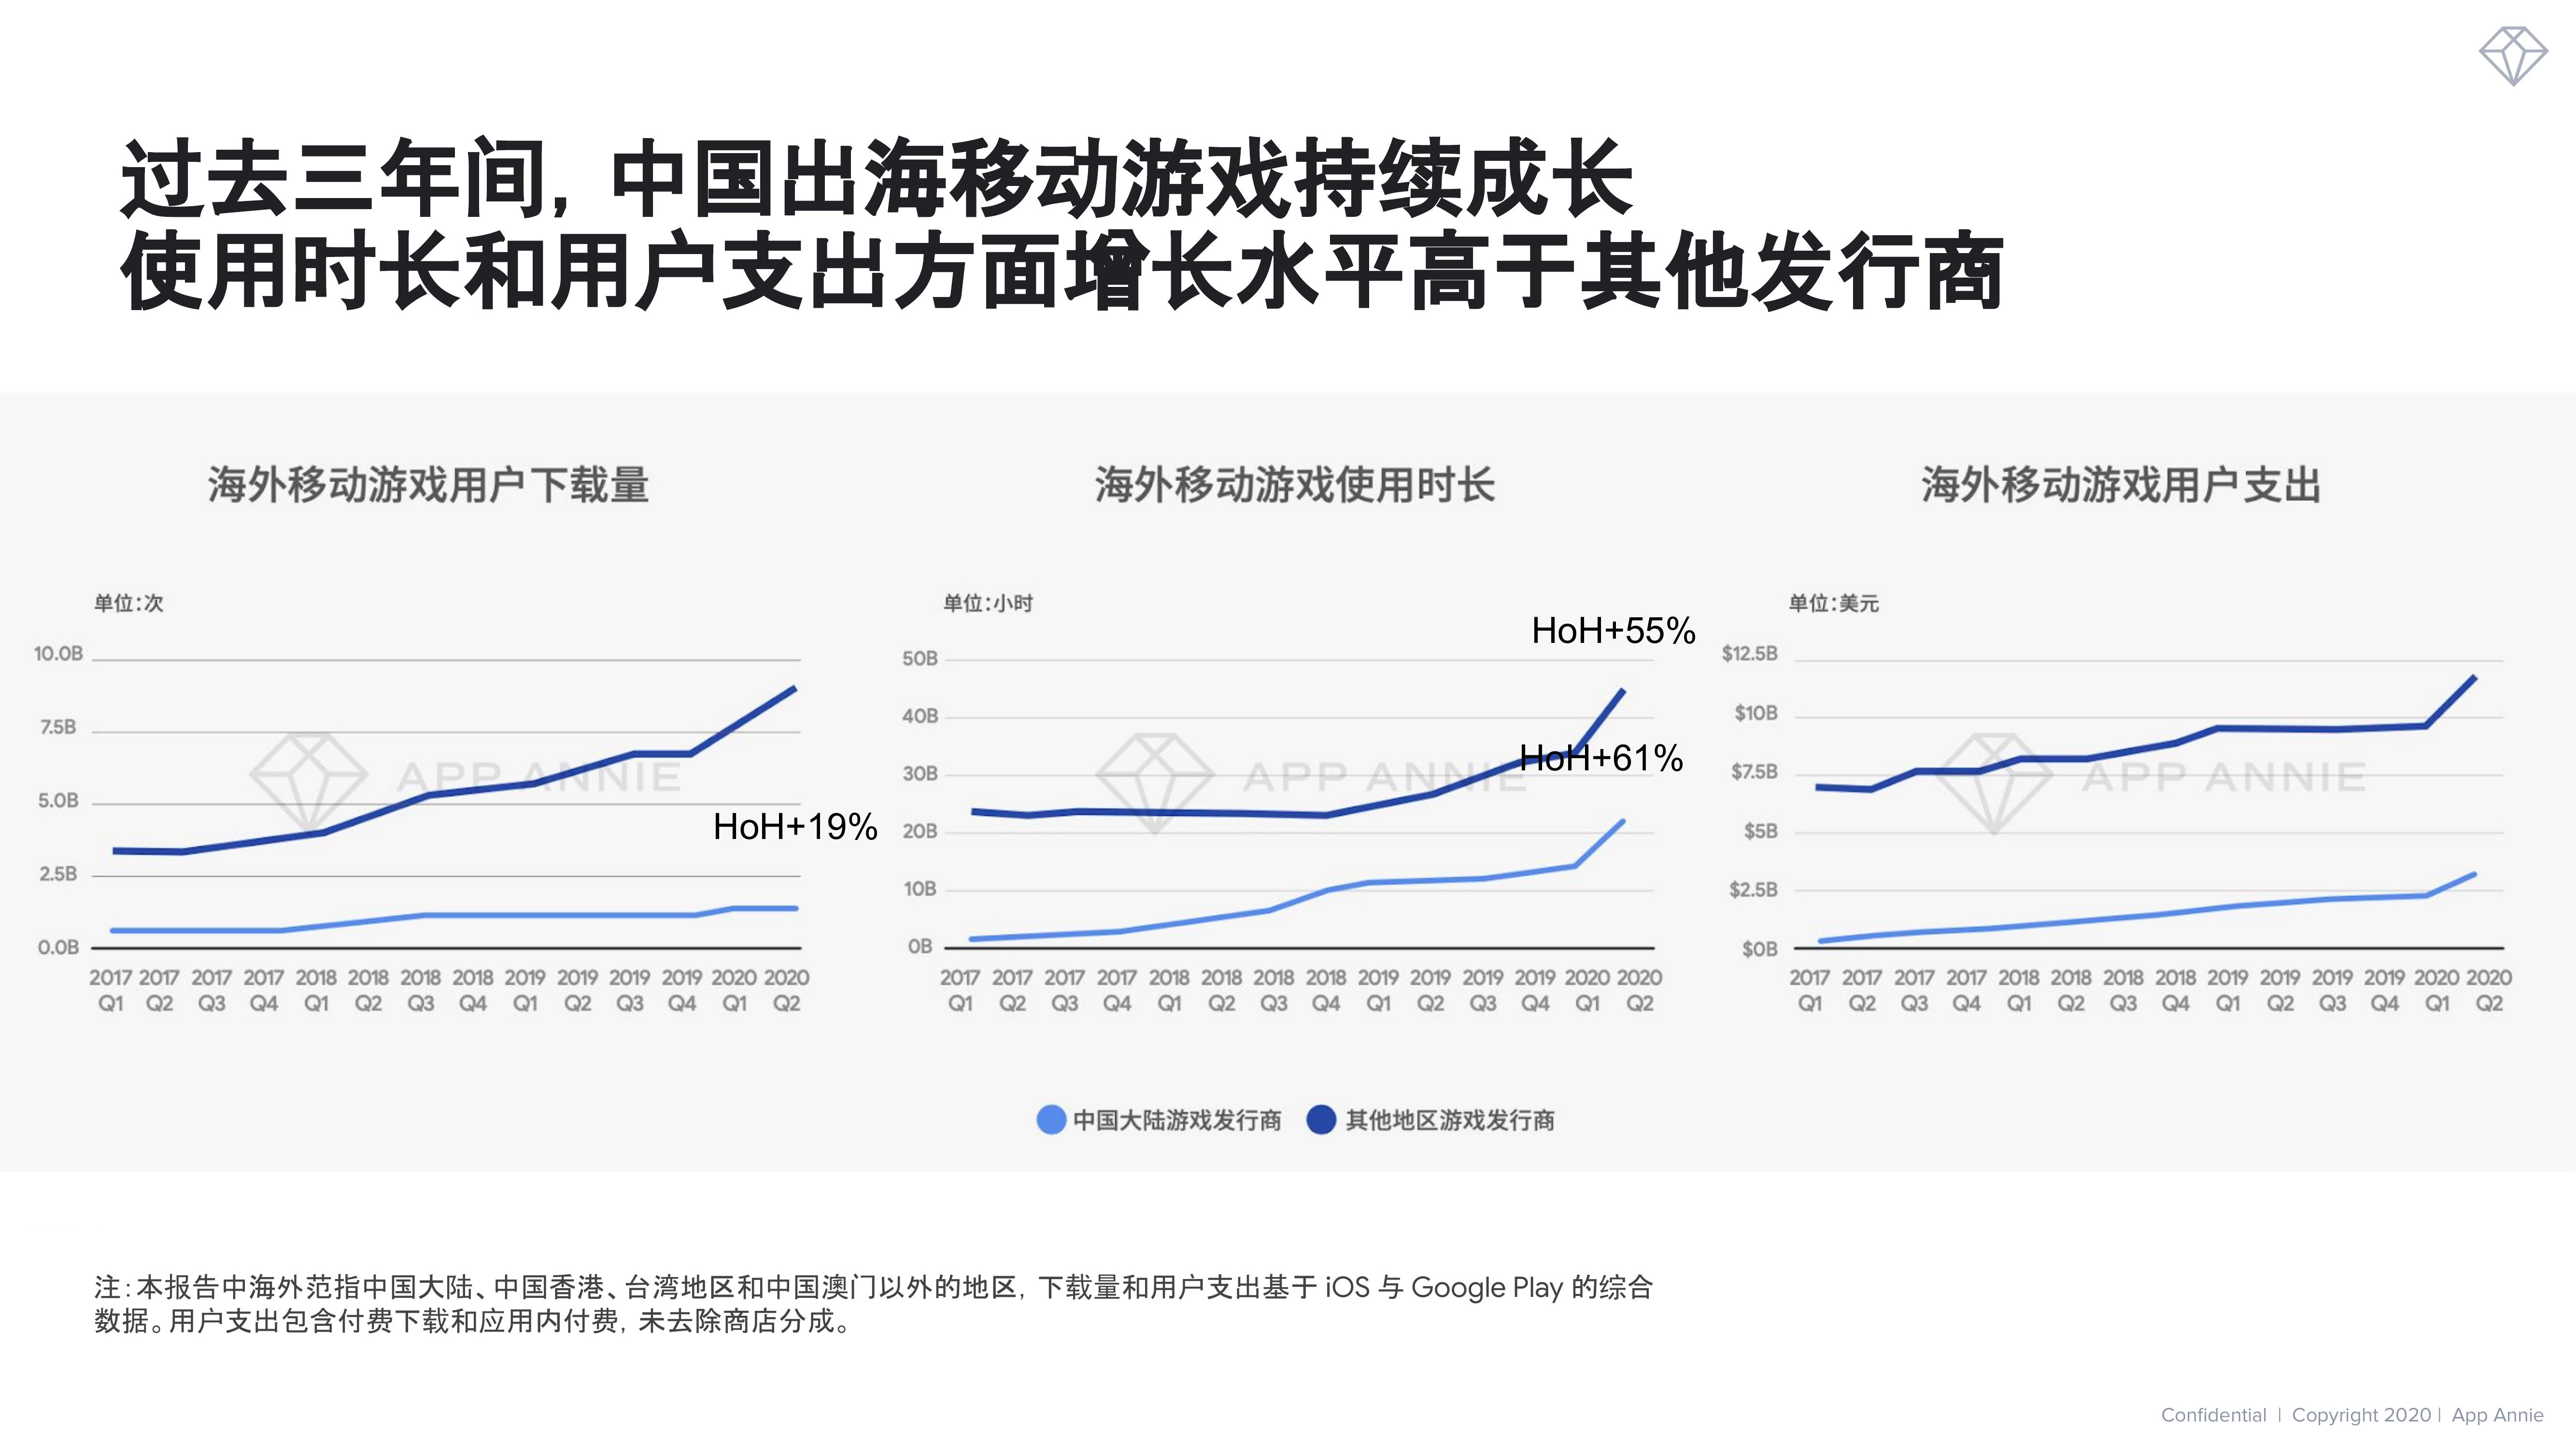 过去三年间，中国出海移动游戏持续成长
使用时长和用户支出方面增长水平高于其他发行商
海外移动游戏用户下载量
单位：次
10.0B
7.5B
5.0B
2.5B
0.0B
APP ANNIE
HoH+19%
2017 2017 2017 2017 2018 2018 2018 2018 2019 2019 2019 2019 2020 2020
Q1 Q2 Q3 Q4 Q1 Q2 Q3 Q4 Q1 Q2 Q3 Q4 Q1 Q2
海外移动游戏使用时长
单位：小时
HoH+55%
50B
40B
30B
20B
10B
0B
APP ANNIE
HoH+61%
2017 2017 2017 2017 2018 2018 2018 2018 2019 2019 2019 2019 2020 2020
Q1 Q2 Q3 Q4 Q1 Q2 Q3 Q4 Q1 Q2 Q3 Q4 Q1 Q2
海外移动游戏用户支出
单位：美元
$12.5B
$10B
$7.5B
$5B
$2.5B
$0B
APP ANNIE
2017 2017 2017 2017 2018 2018 2018 2018 2019 2019 2019 2019 2020 2020
Q1 Q2 Q3 Q4 Q1 Q2 Q3 Q4 Q1 Q2 Q3 Q4 Q1 Q2
中国大陆游戏发行商 其他地区游戏发行商
注：本报告中海外范指中国大陆、中国香港、台湾地区和中国澳门以外的地区，下载量和用户支出基于 iOS 与 Google Play 的综合
数据。用户支出包含付费下载和应用内付费，未去除商店分成。
Confidential | Copyright 2020 | App Annie